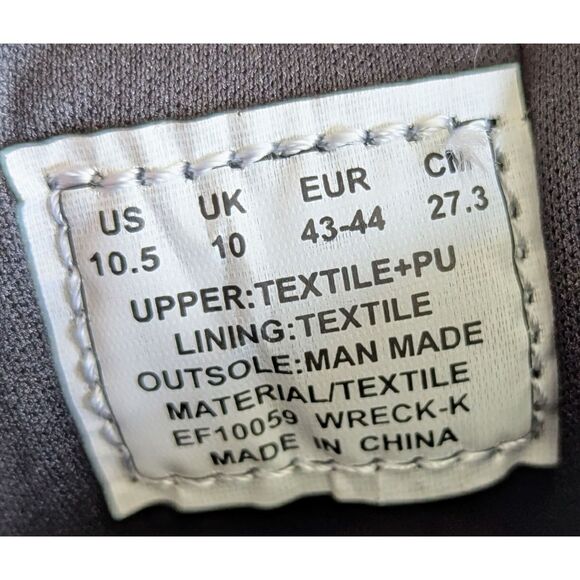 US UK EUR CM
10.5 10 43-44 27.3
UPPER:TEXTILE+PU
LINING:TEXTILE
OUTSOLE:MAN MADE
MATERIAL/TEXTILE
EF10059 WRECK-K
MADE IN CHINA